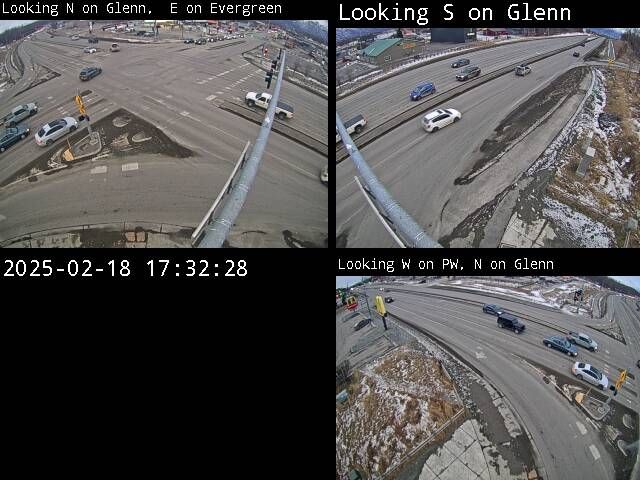 Looking N on Glenn,  E on Evergreen
Looking S on Glenn
2025-02-18 17:32:28
Looking W on PW, N on Glenn